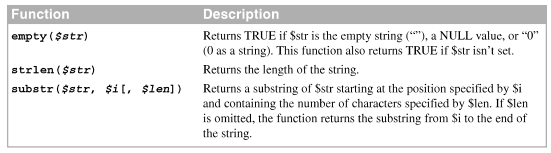 Function Description
empty($str) Returns TRUE if $str is the empty string (“”), a NULL value, or “0”
(0 as a string). This function also returns TRUE if $str isn’t set.
strlen($str) Returns the length of the string.
substr($str, $i[, $len]) Returns a substring of $str starting at the position specified by $i
and containing the number of characters specified by $len. If $len
is omitted, the function returns the substring from $i to the end of
the string.